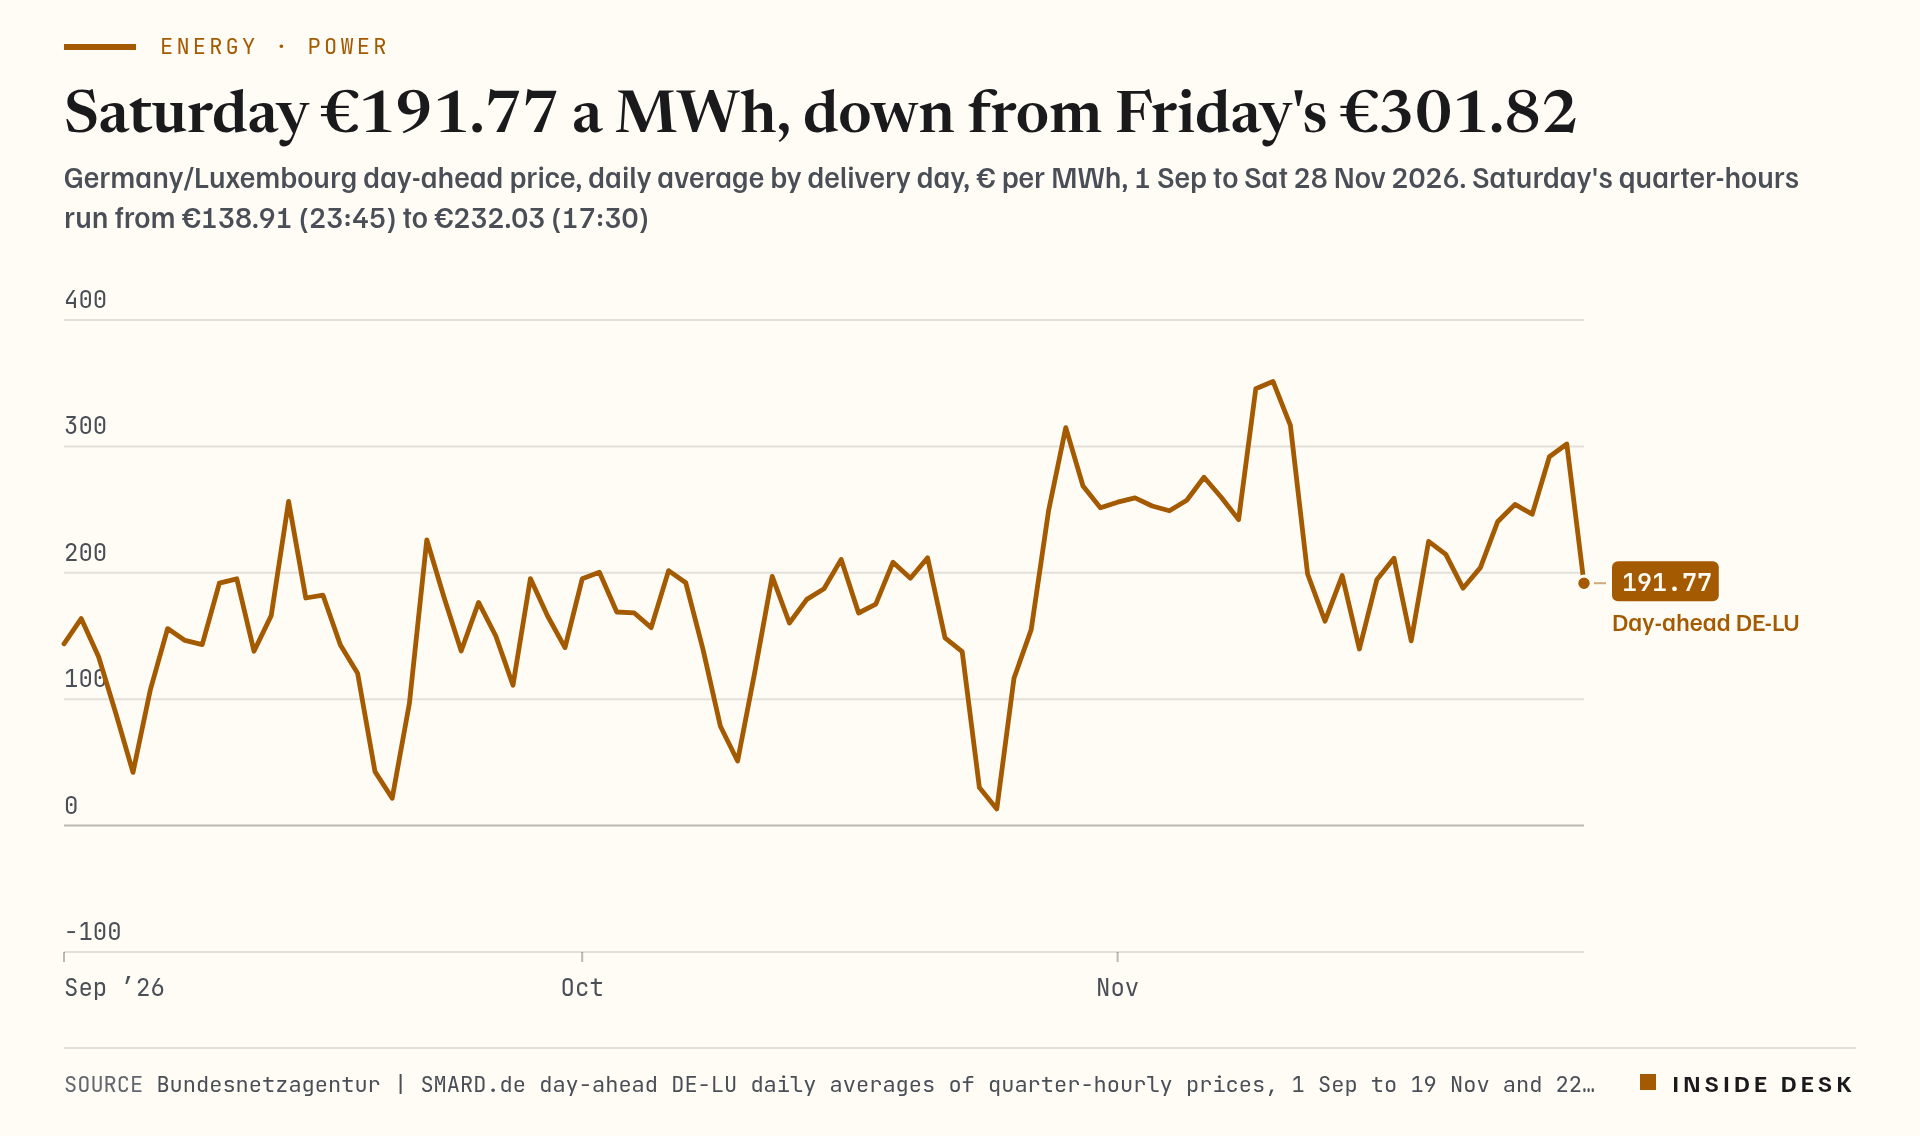 ENERGY · POWER
Saturday €191.77 a MWh, down from Friday's €301.82
Germany/Luxembourg day-ahead price, daily average by delivery day, € per MWh, 1 Sep to Sat 28 Nov 2026. Saturday's quarter-hours
run from €138.91 (23:45) to €232.03 (17:30)
400
300
200
100
0
-100
191.77
Day-ahead DE-LU
Sep ’26 Oct Nov
SOURCE Bundesnetzagentur | SMARD.de day-ahead DE-LU daily averages of quarter-hourly prices, 1 Sep to 19 Nov and 22…
INSIDE DESK